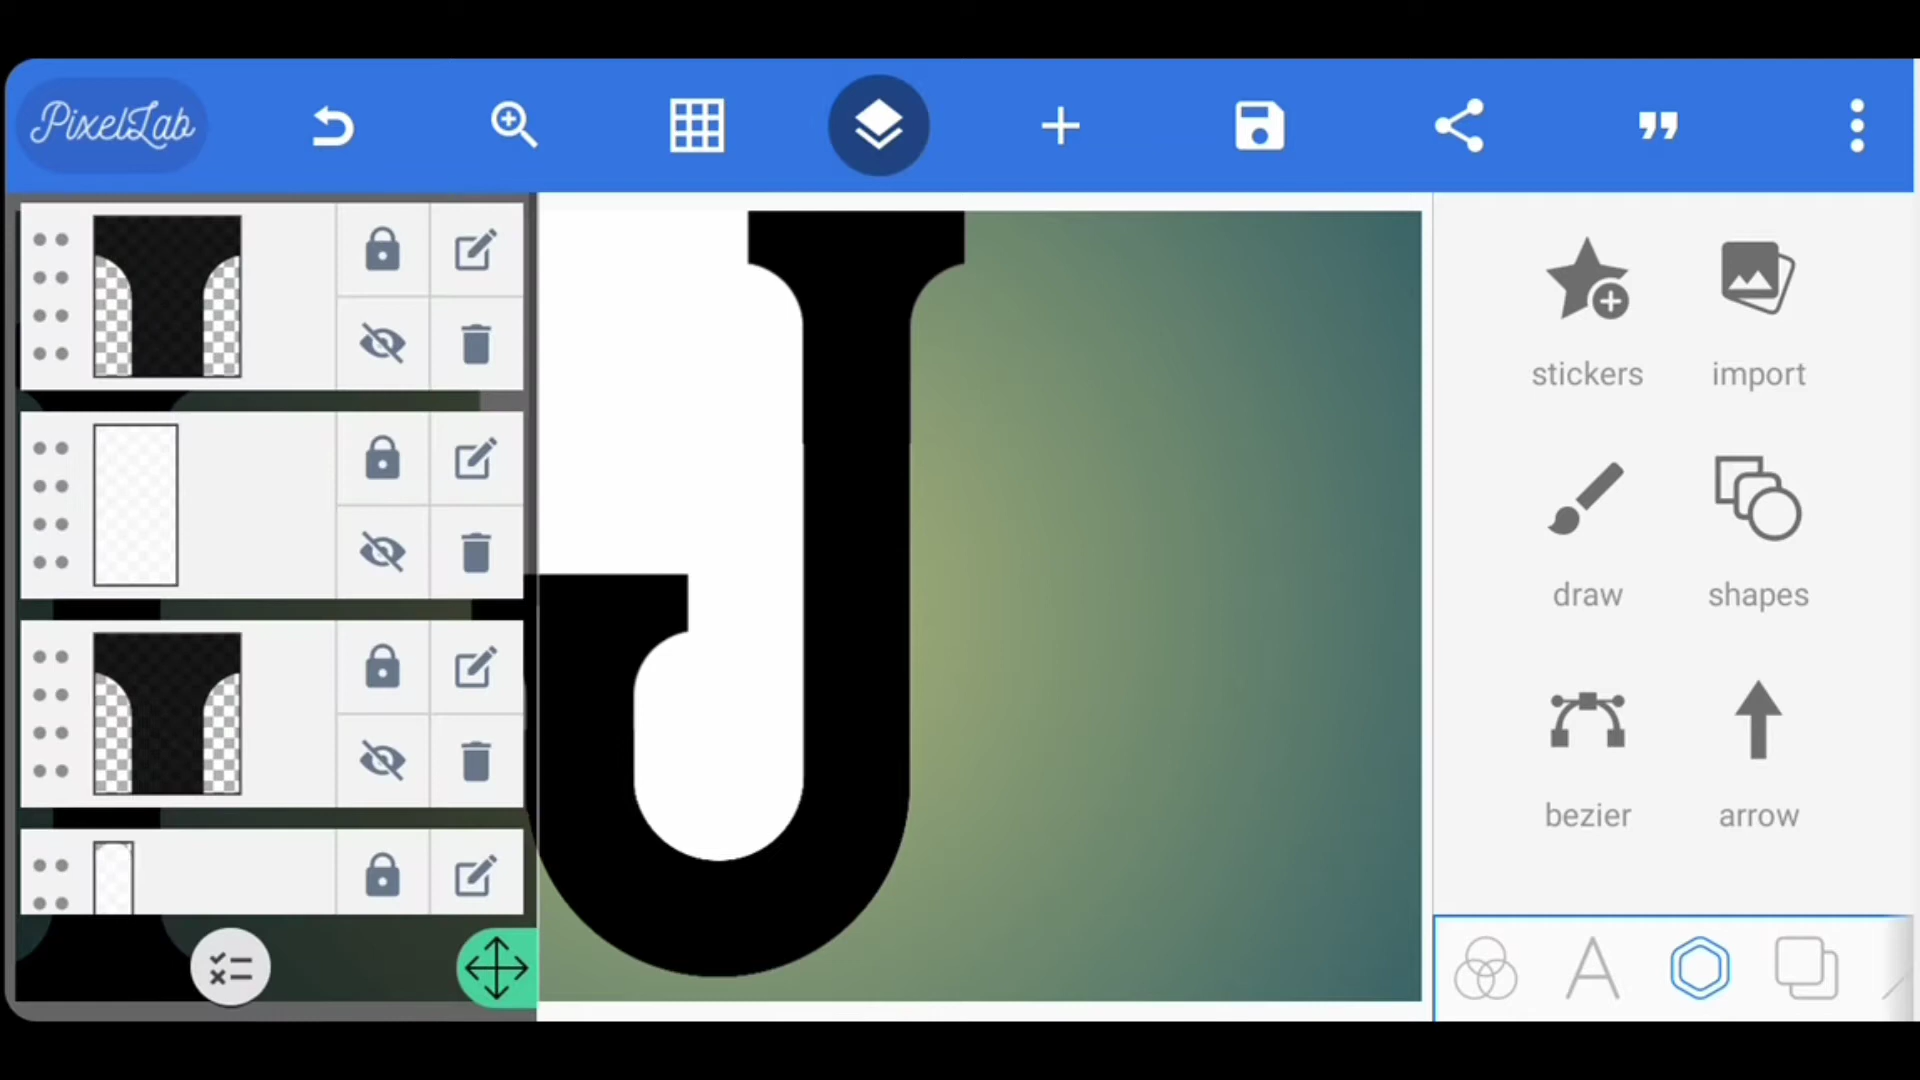 PixelLab
stickers
import
draw
shapes
bezier
arrow